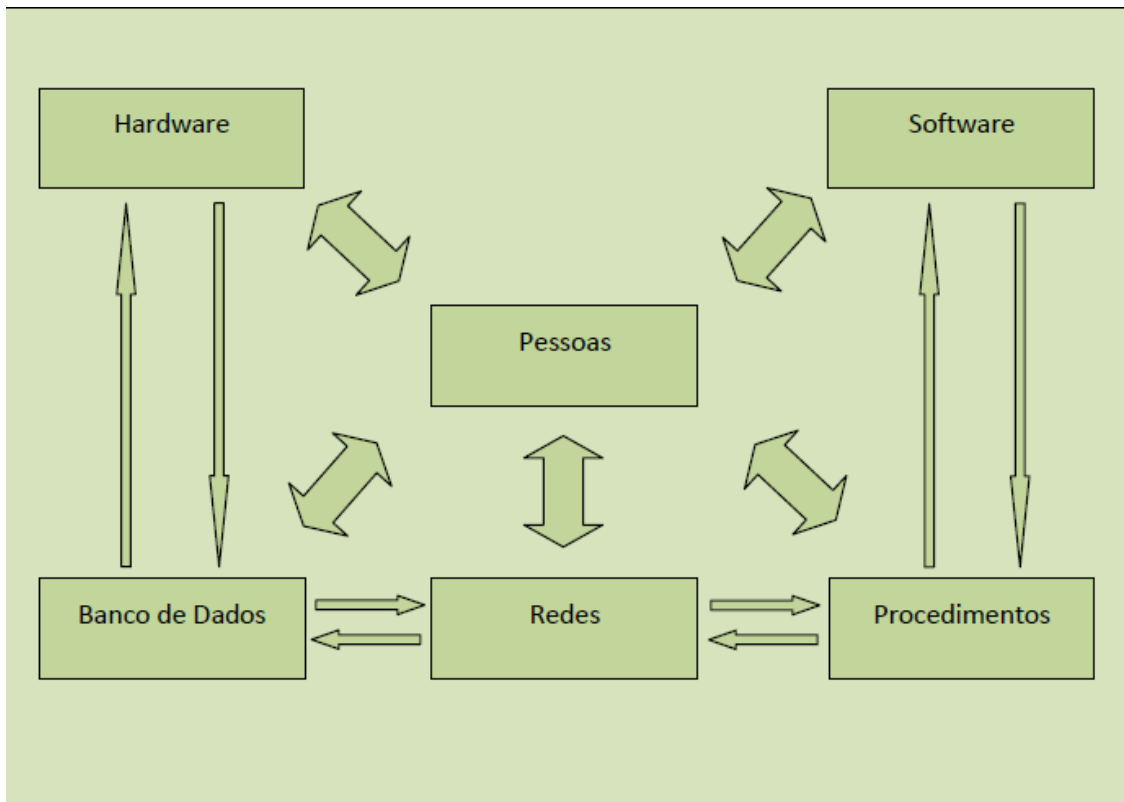 Hardware
Software
Pessoas
Banco de Dados
Redes
Procedimentos